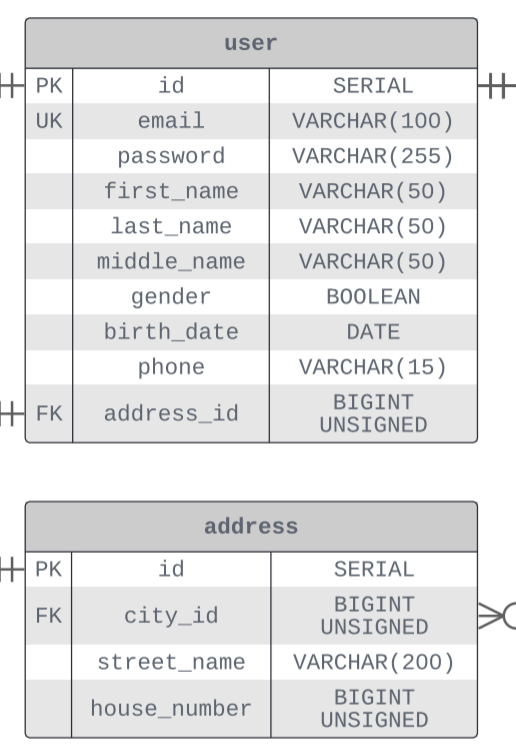 user
PK id SERIAL
UK email VARCHAR(100)
password VARCHAR(255)
first_name VARCHAR(50)
last_name VARCHAR(50)
middle_name VARCHAR(50)
gender BOOLEAN
birth_date DATE
phone VARCHAR(15)
FK address_id BIGINT
UNSIGNED
address
PK id SERIAL
FK city_id BIGINT
UNSIGNED
street_name VARCHAR(200)
house_number BIGINT
UNSIGNED